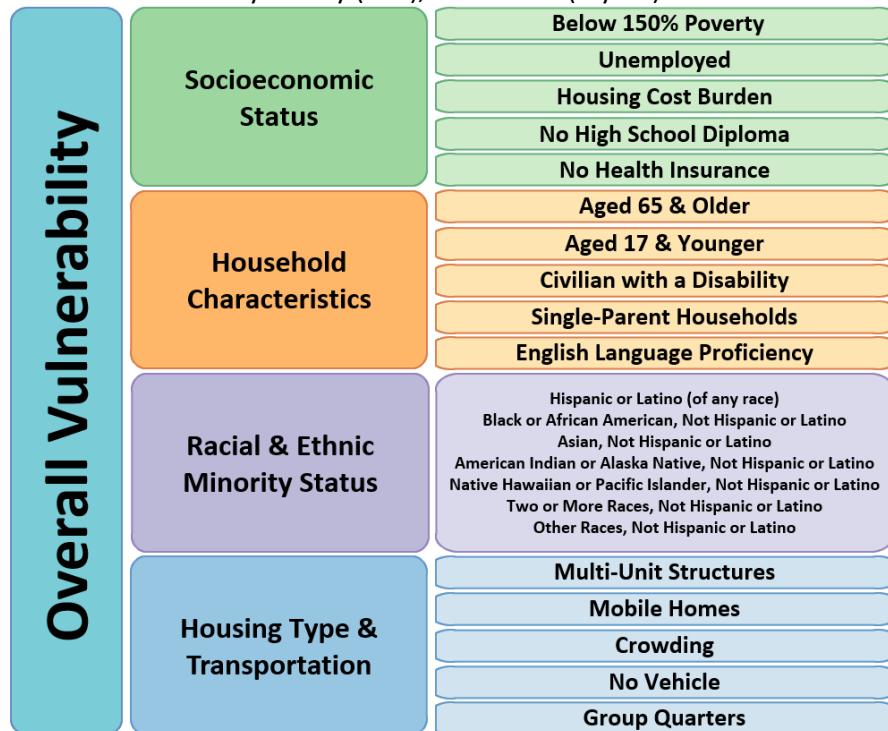 Overall Vulnerability
Socioeconomic
Status
Below 150% Poverty
Unemployed
Housing Cost Burden
No High School Diploma
No Health Insurance
Household
Characteristics
Aged 65 & Older
Aged 17 & Younger
Civilian with a Disability
Single-Parent Households
English Language Proficiency
Racial & Ethnic
Minority Status
Hispanic or Latino (of any race)
Black or African American, Not Hispanic or Latino
Asian, Not Hispanic or Latino
American Indian or Alaska Native, Not Hispanic or Latino
Native Hawaiian or Pacific Islander, Not Hispanic or Latino
Two or More Races, Not Hispanic or Latino
Other Races, Not Hispanic or Latino
Housing Type &
Transportation
Multi-Unit Structures
Mobile Homes
Crowding
No Vehicle
Group Quarters